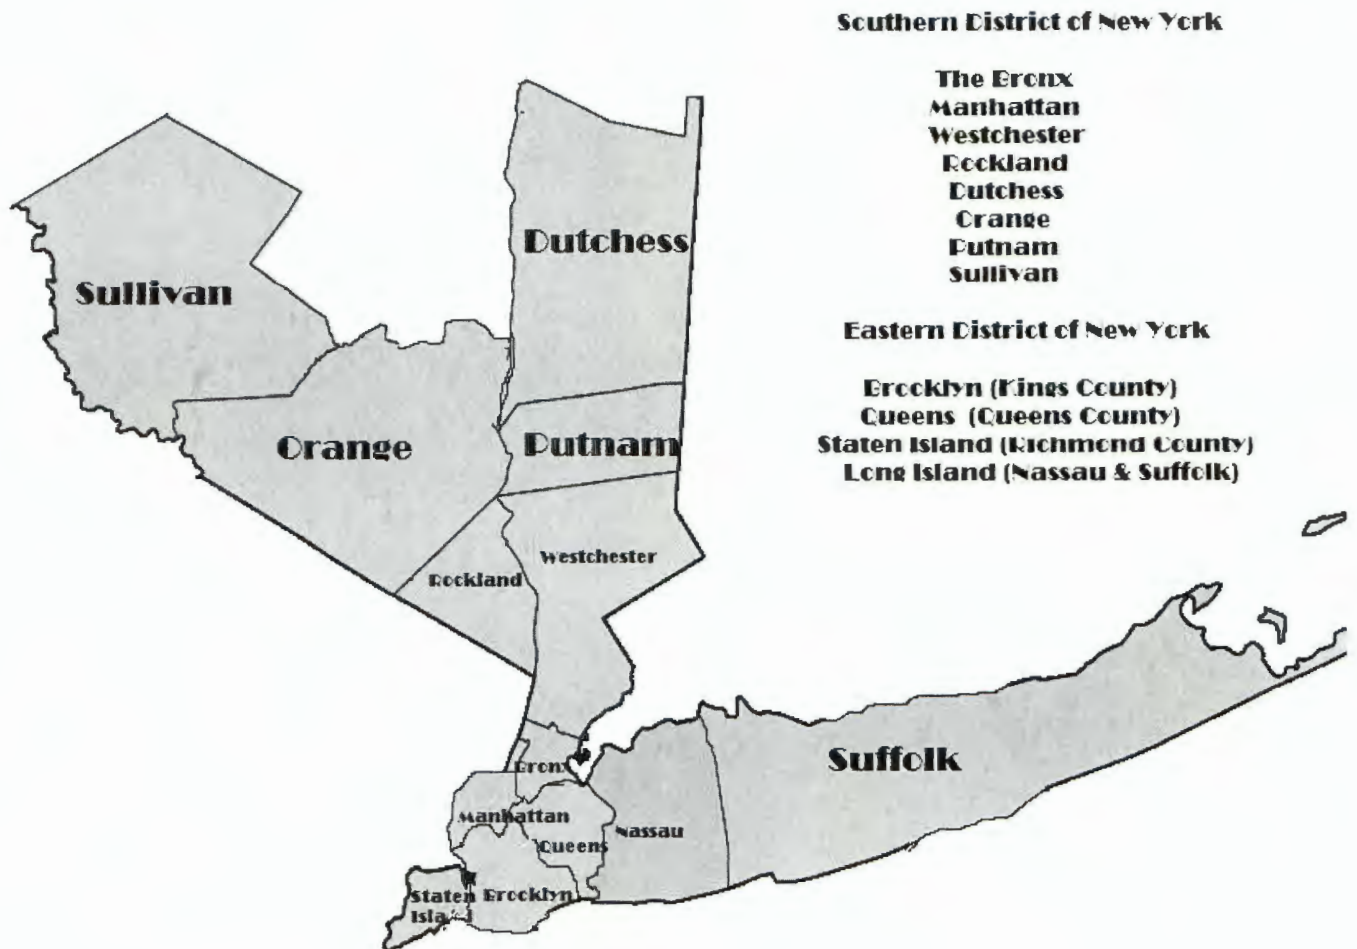 Southern District of New York
The Bronx
Manhattan
Westchester
Rockland
Dutchess
Orange
Putnam
Sullivan
Eastern District of New York
Brooklyn (Kings County)
Queens (Queens County)
Staten Island (Richmond County)
Long Island (Nassau & Suffolk)
Dutchess
Sullivan
Orange
Putnam
Westchester
Rockland
Suffolk
Bronx
Manhattan
Nassau
Queens
Staten
Island
Brooklyn